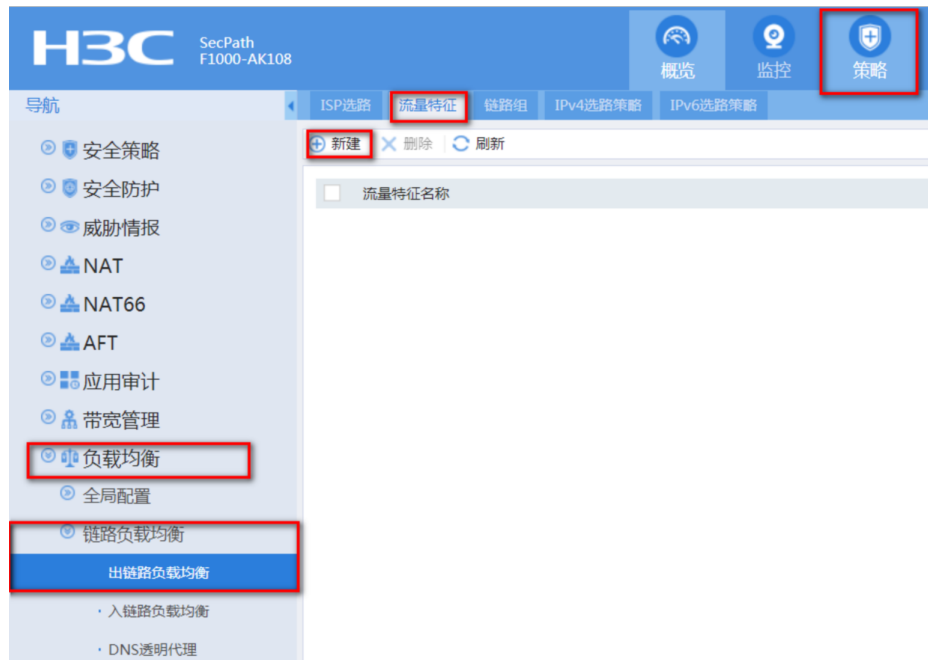 H3C
SecPath
F1000-AK108
概览
监控
策略
导航
ISP选路 流量特征 链路组 IPv4选路策略 IPv6选路策略
新建 删除 刷新
流量特征名称
安全策略
安全防护
威胁情报
NAT
NAT66
AFT
应用审计
带宽管理
负载均衡
全局配置
链路负载均衡
出链路负载均衡
入链路负载均衡
DNS透明代理